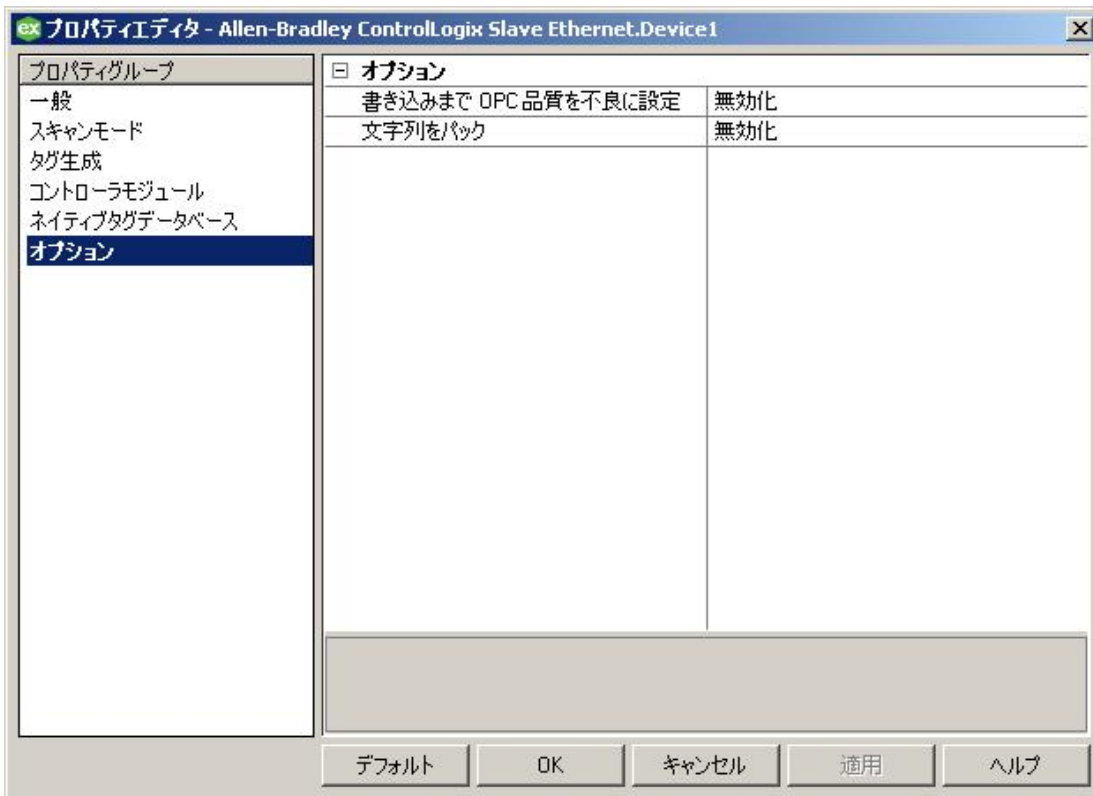 ex プロパティエディタ - Allen-Bradley ControlLogix Slave Ethernet.Device1
プロパティグループ
一般
スキャンモード
タグ生成
コントローラモジュール
ネイティブタグデータベース
オプション
オプション
書き込みまで OPC 品質を不良に設定 無効化
文字列をパック 無効化
デフォルト OK キャンセル 適用 ヘルプ